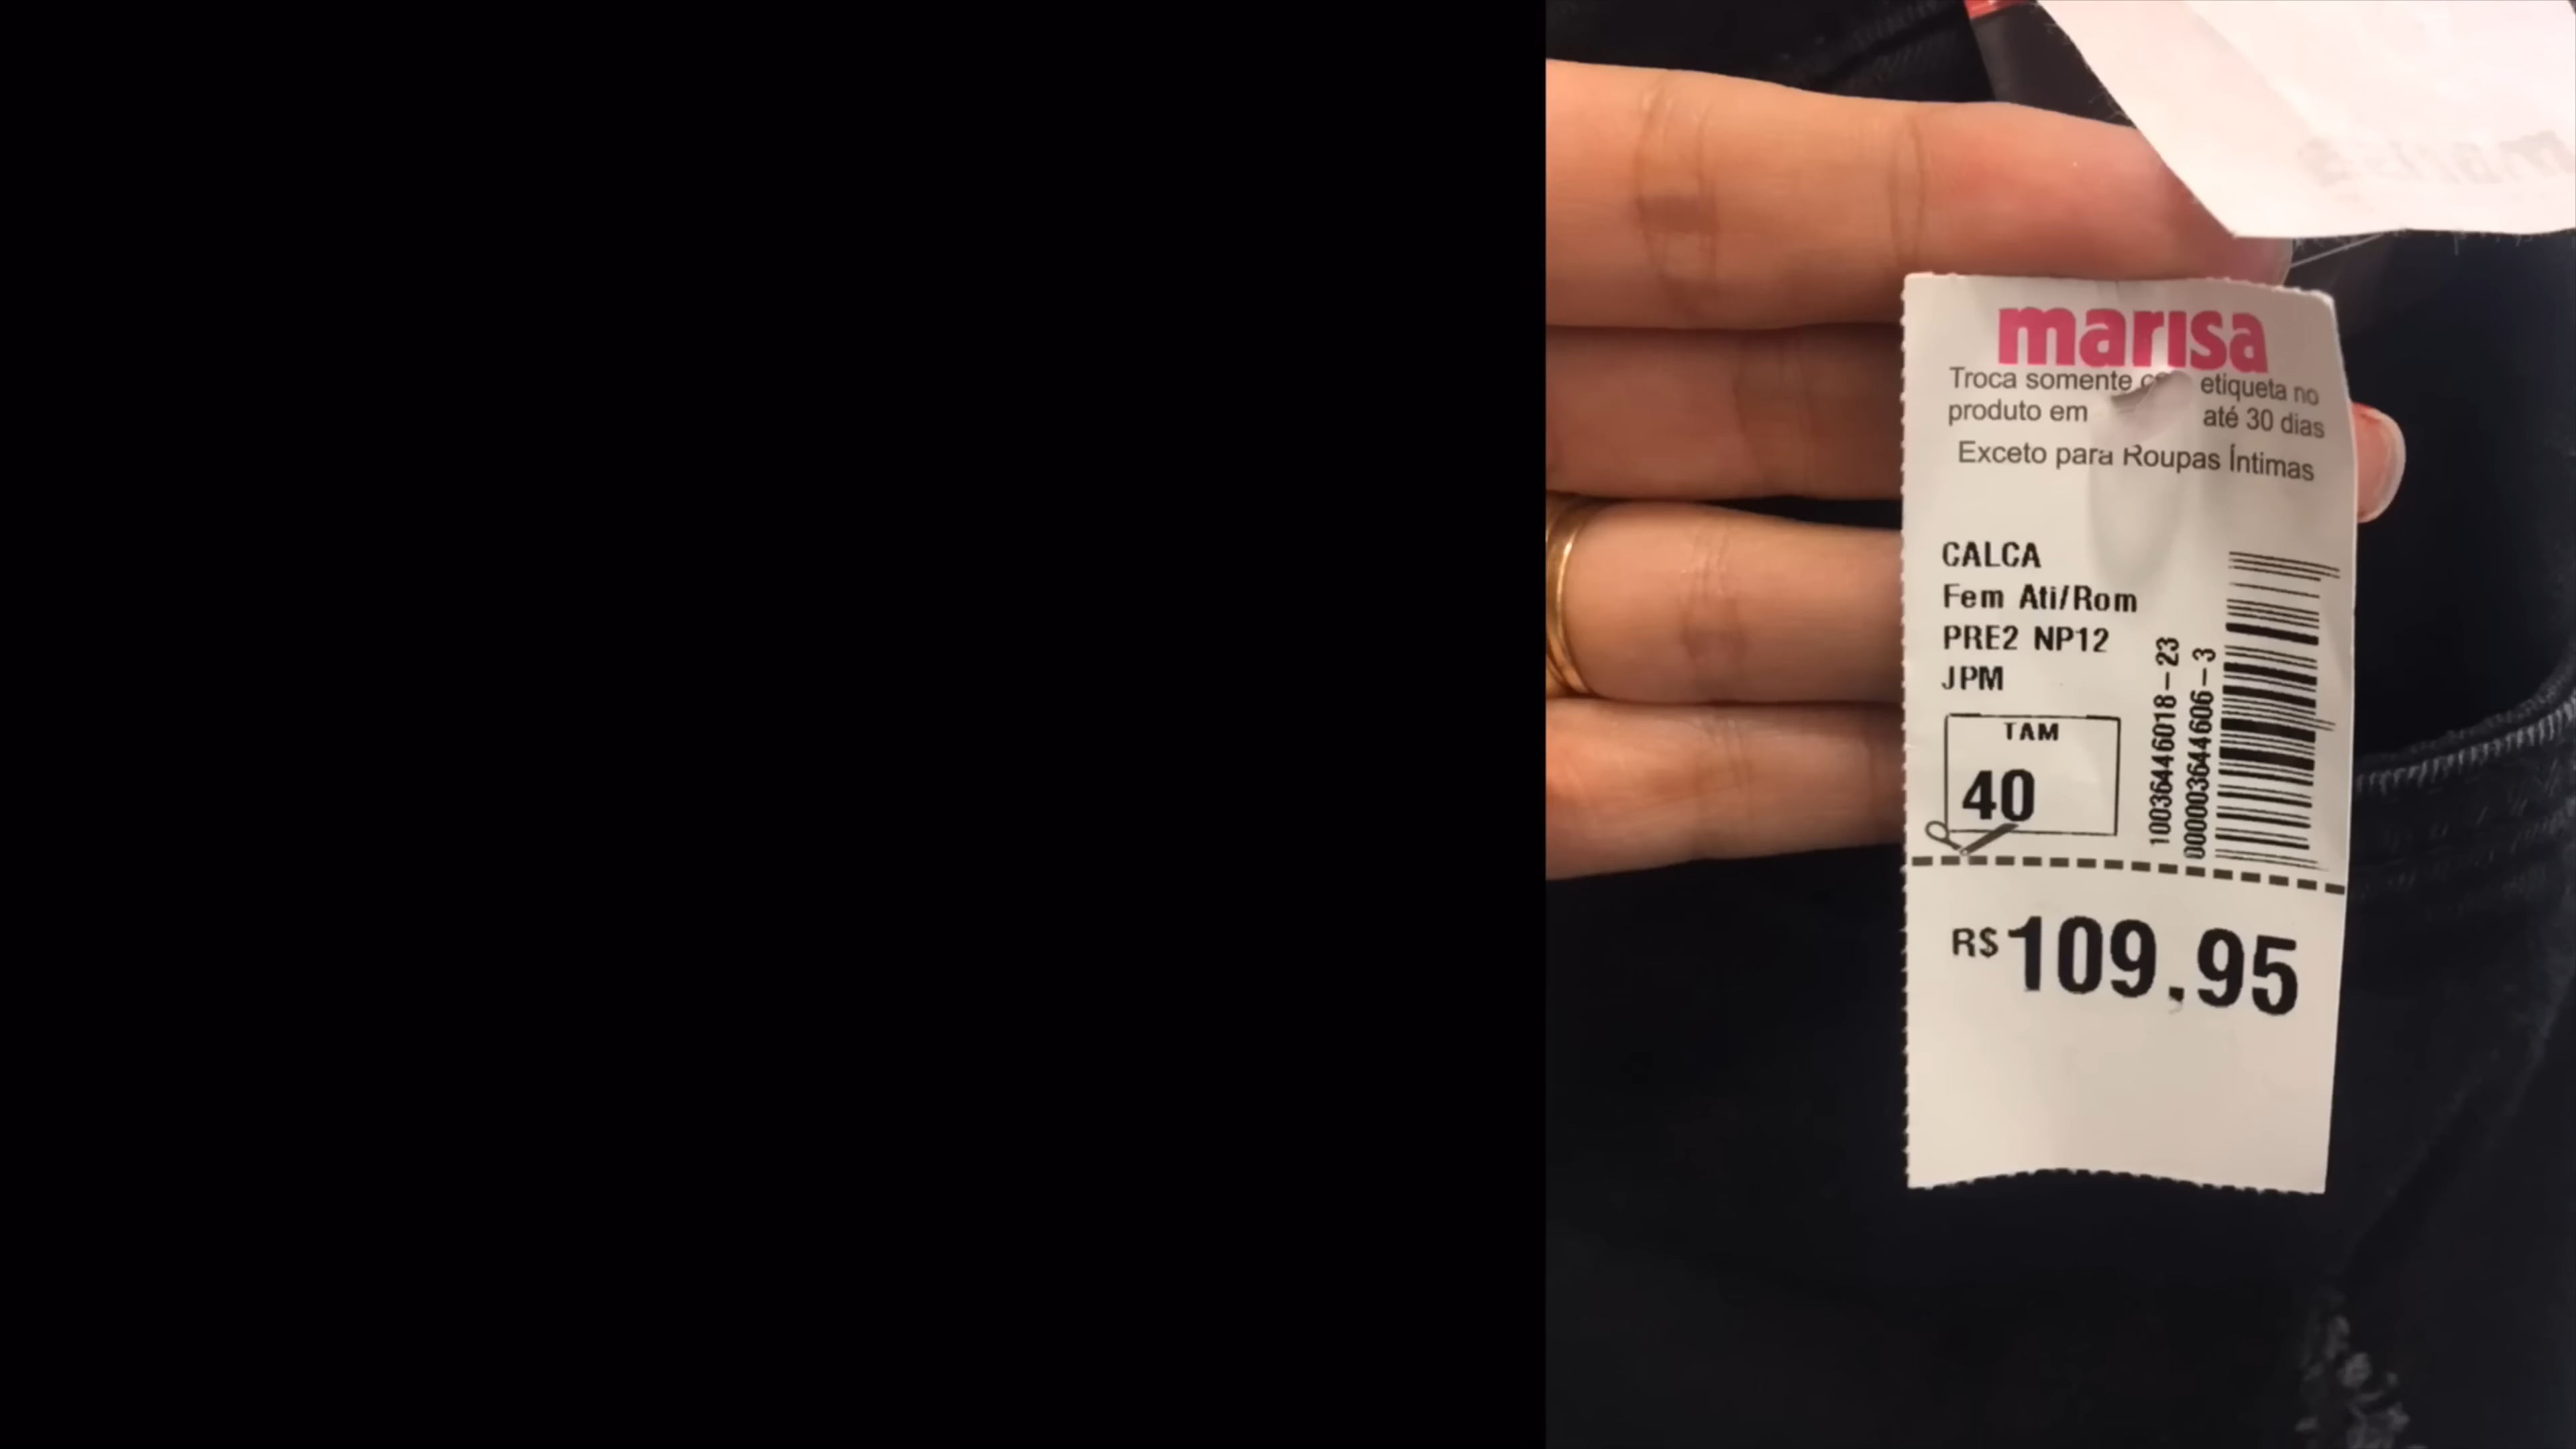 marisa
Troca somente etiqueta no
produto em até 30 dias
Exceto para Roupas Íntimas
CALCA
Fem Ati/Rom
PRE2 NP12
JPM
TAM
40
10036446018-23
000003644606-3
R$109.95